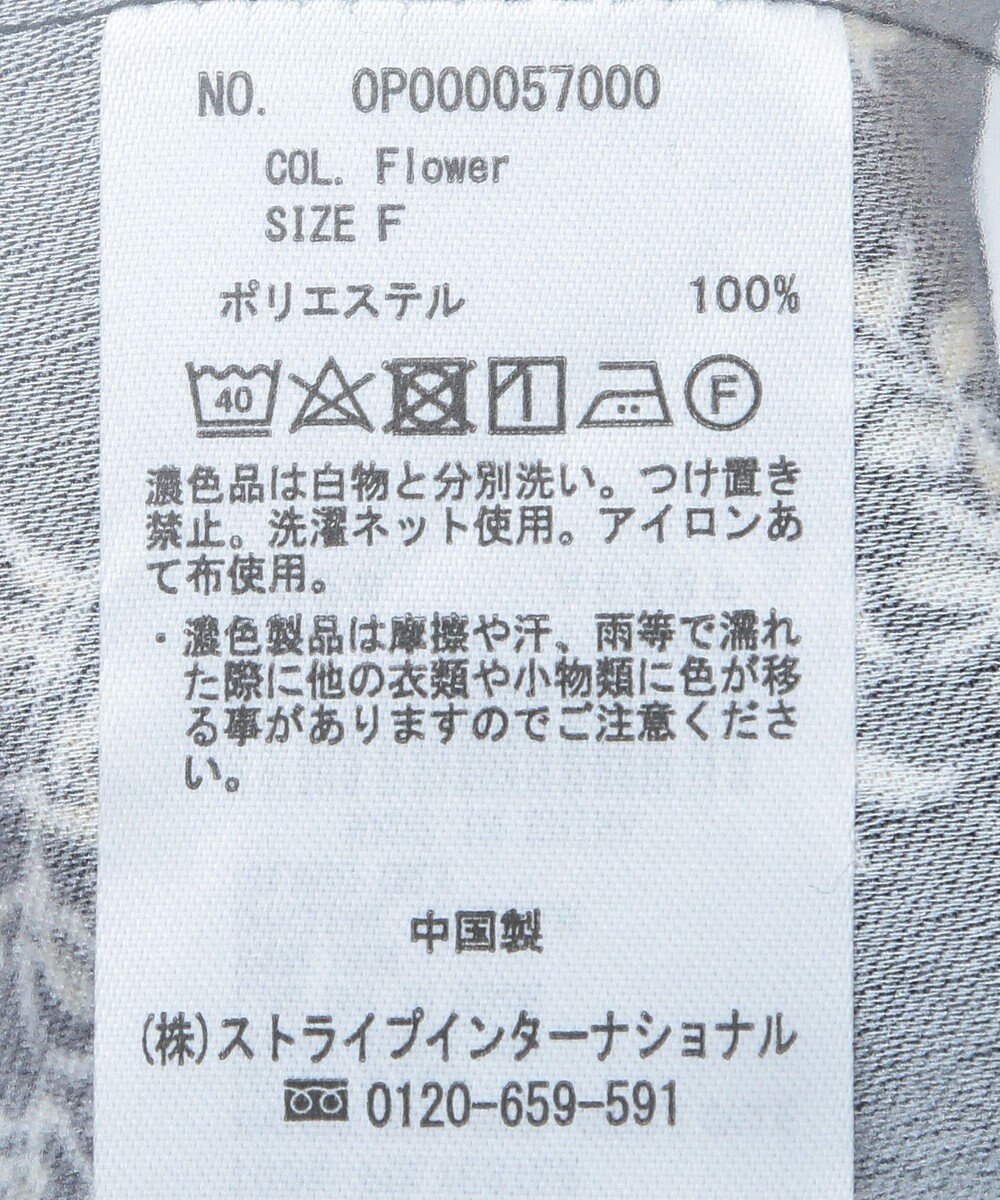 NO. 0P000057000
COL. Flower
SIZE F
ポリエステル 100%
40 F
濃色品は白物と分別洗い。つけ置き
禁止。洗濯ネット使用。アイロンあ
て布使用。
・濃色製品は摩擦や汗、雨等で濡れ
た際に他の衣類や小物類に色が移
る事がありますのでご注意くださ
い。
中国製
(株)ストライプインターナショナル
0120-659-591